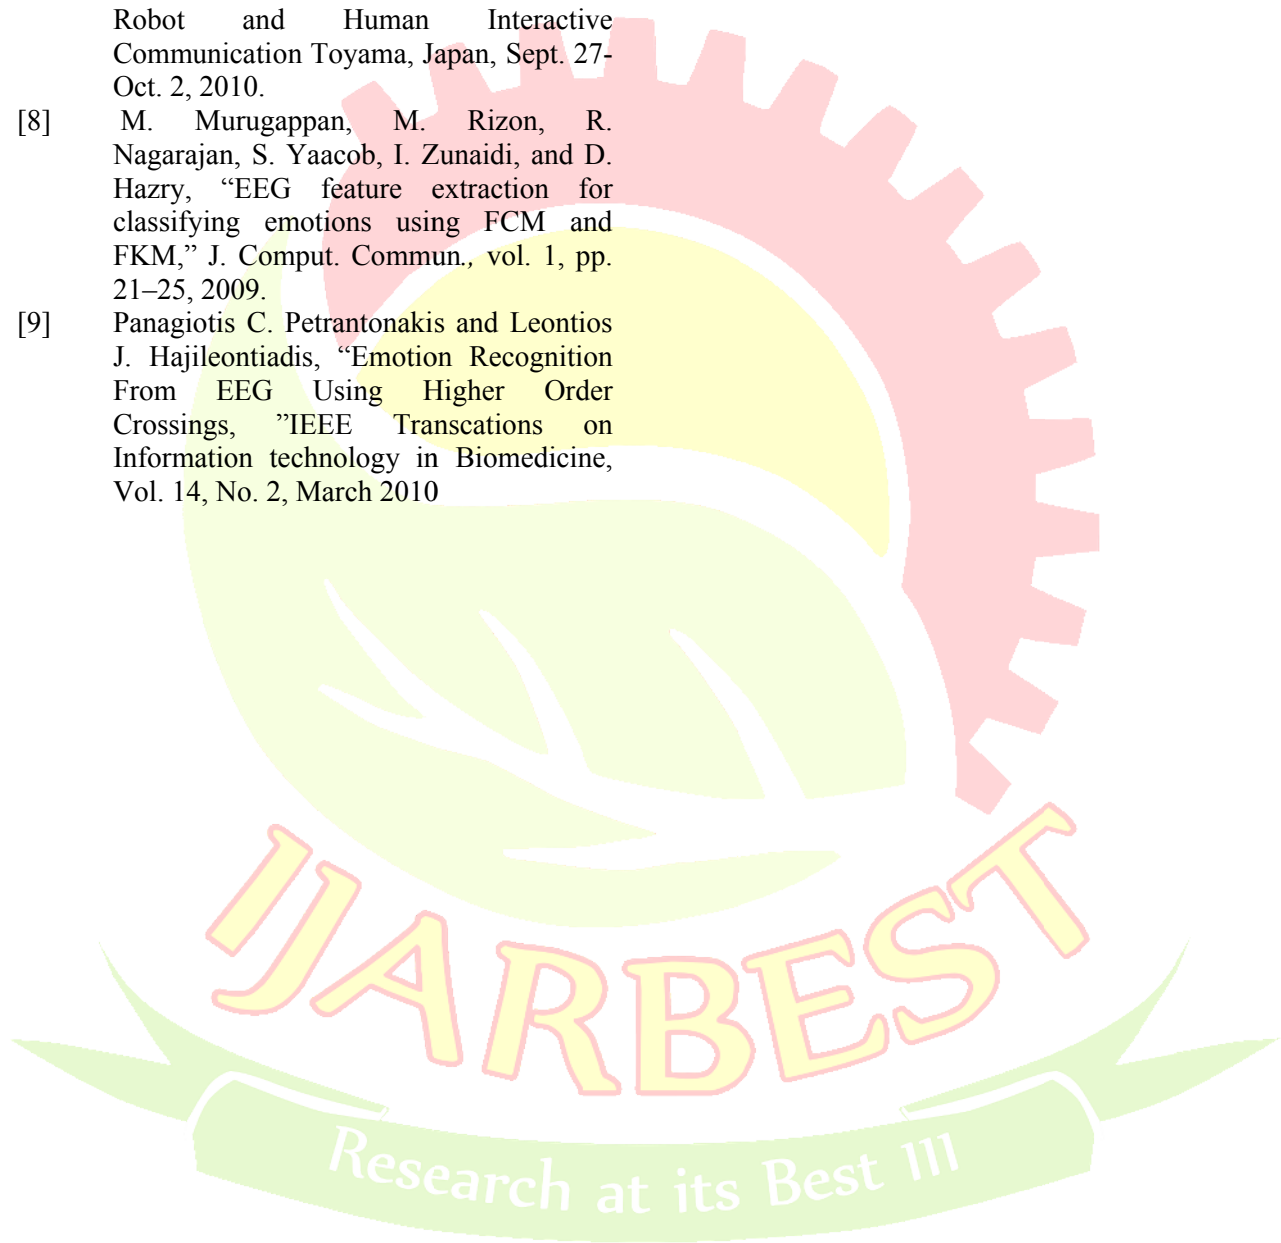 Robot and Human Interactive
Communication Toyama, Japan, Sept. 27-
Oct. 2, 2010.
[8] M. Murugappan, M. Rizon, R.
Nagarajan, S. Yaacob, I. Zunaidi, and D.
Hazry, “EEG feature extraction for
classifying emotions using FCM and
FKM,” J. Comput. Commun., vol. 1, pp.
21–25, 2009.
[9] Panagiotis C. Petrantonakis and Leontios
J. Hajileontiadis, “Emotion Recognition
From EEG Using Higher Order
Crossings, ”IEEE Transcations on
Information technology in Biomedicine,
Vol. 14, No. 2, March 2010
IJARBEST
Research at its Best !!!